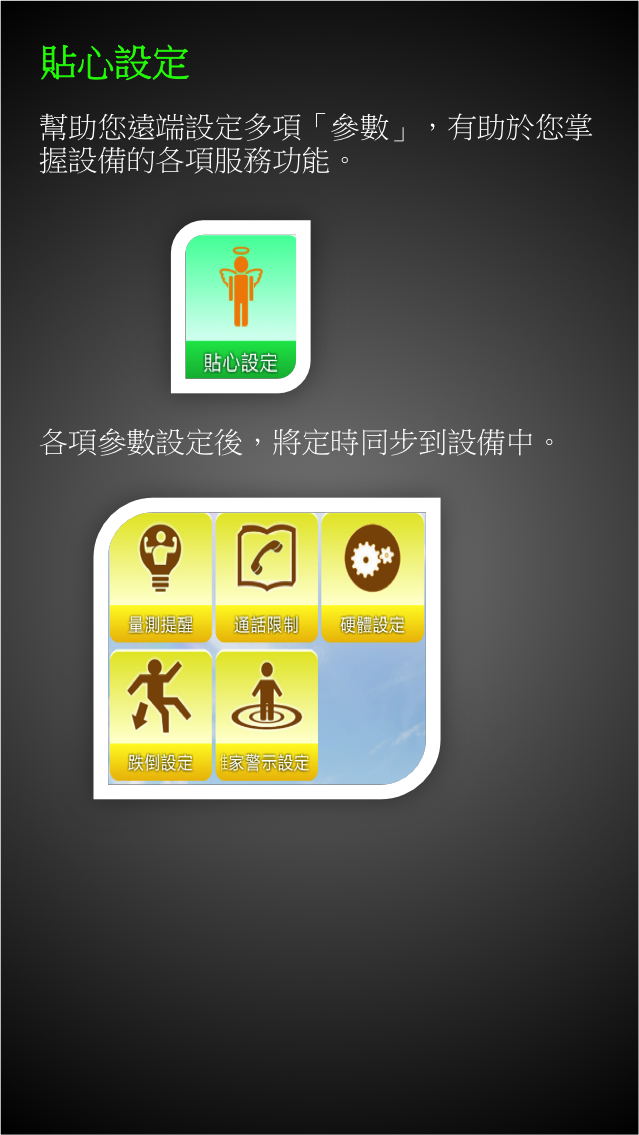 貼心設定
幫助您遠端設定多項「參數」，有助於您掌
握設備的各項服務功能。
貼心設定
各項參數設定後，將定時同步到設備中。
量測提醒 通話限制 硬體設定
跌倒設定 家警示設定